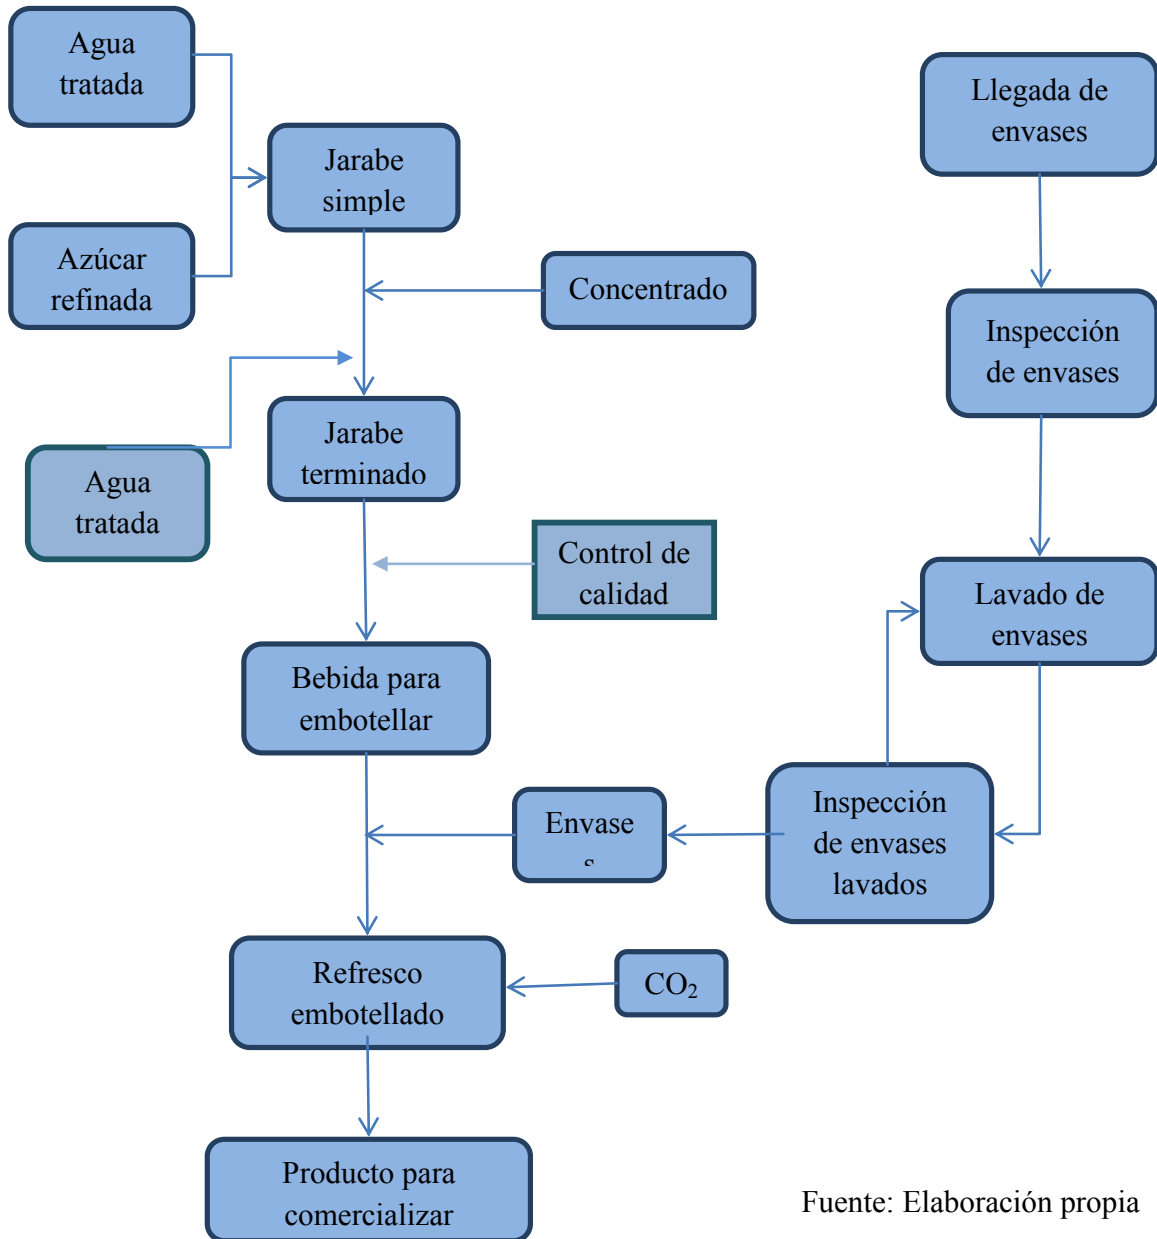 Agua
tratada
Llegada de
envases
Jarabe
simple
Azúcar
refinada
Concentrado
Inspección
de envases
Jarabe
terminado
Agua
tratada
Control de
calidad
Lavado de
envases
Bebida para
embotellar
Envase
s
Inspección
de envases
lavados
Refresco
embotellado
CO₂
Producto para
comercializar
Fuente: Elaboración propia